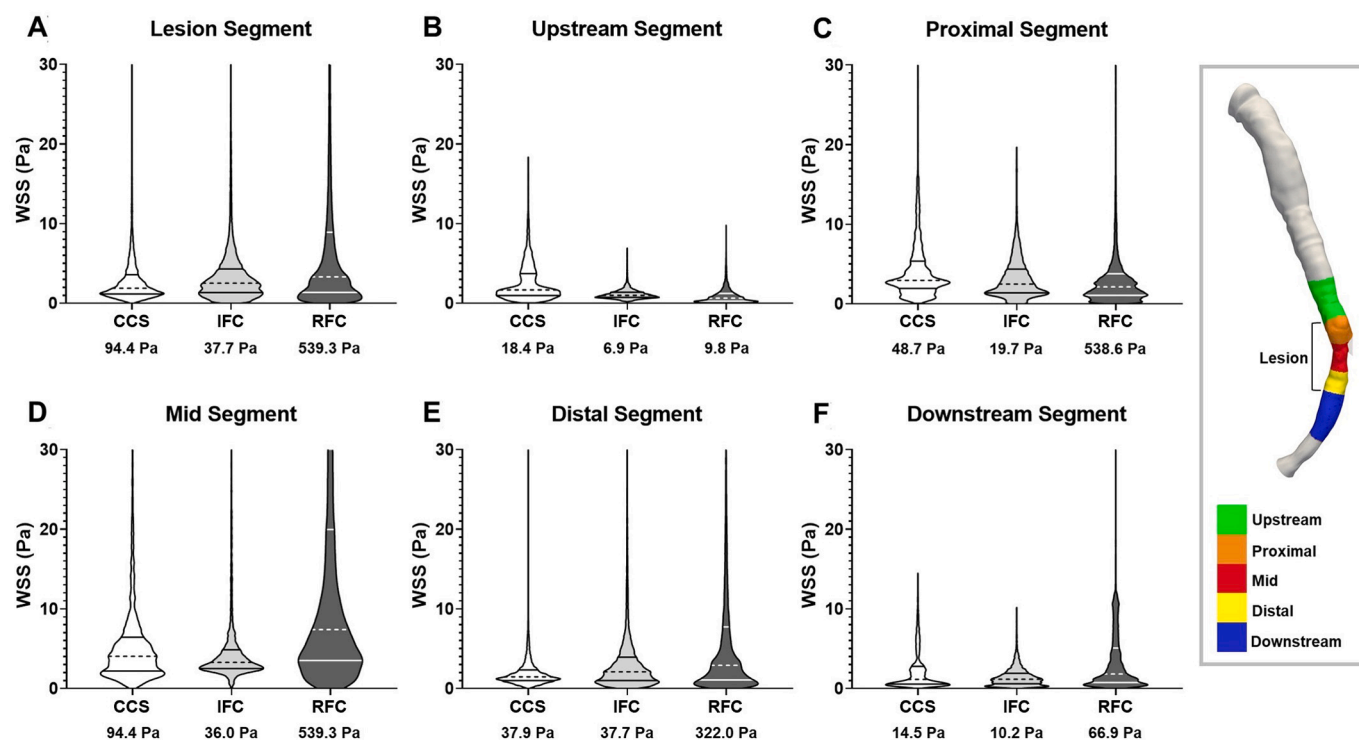 A Lesion Segment
WSS (Pa)
30
20
10
0
CCS IFC RFC
94.4 Pa 37.7 Pa 539.3 Pa
B Upstream Segment
WSS (Pa)
30
20
10
0
CCS IFC RFC
18.4 Pa 6.9 Pa 9.8 Pa
C Proximal Segment
WSS (Pa)
30
20
10
0
CCS IFC RFC
48.7 Pa 19.7 Pa 538.6 Pa
D Mid Segment
WSS (Pa)
30
20
10
0
CCS IFC RFC
94.4 Pa 36.0 Pa 539.3 Pa
E Distal Segment
WSS (Pa)
30
20
10
0
CCS IFC RFC
37.9 Pa 37.7 Pa 322.0 Pa
F Downstream Segment
WSS (Pa)
30
20
10
0
CCS IFC RFC
14.5 Pa 10.2 Pa 66.9 Pa
Lesion
Upstream
Proximal
Mid
Distal
Downstream